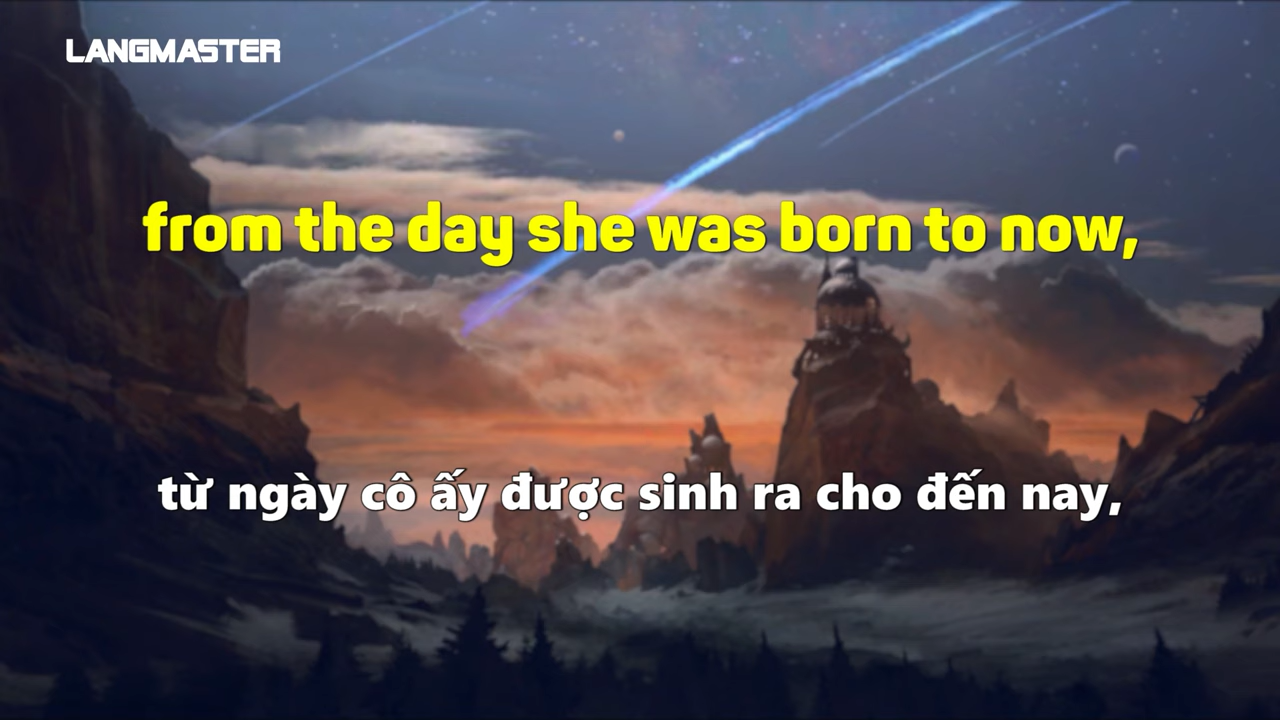 LANGMASTER
from the day she was born to now,
từ ngày cô ấy được sinh ra cho đến nay,